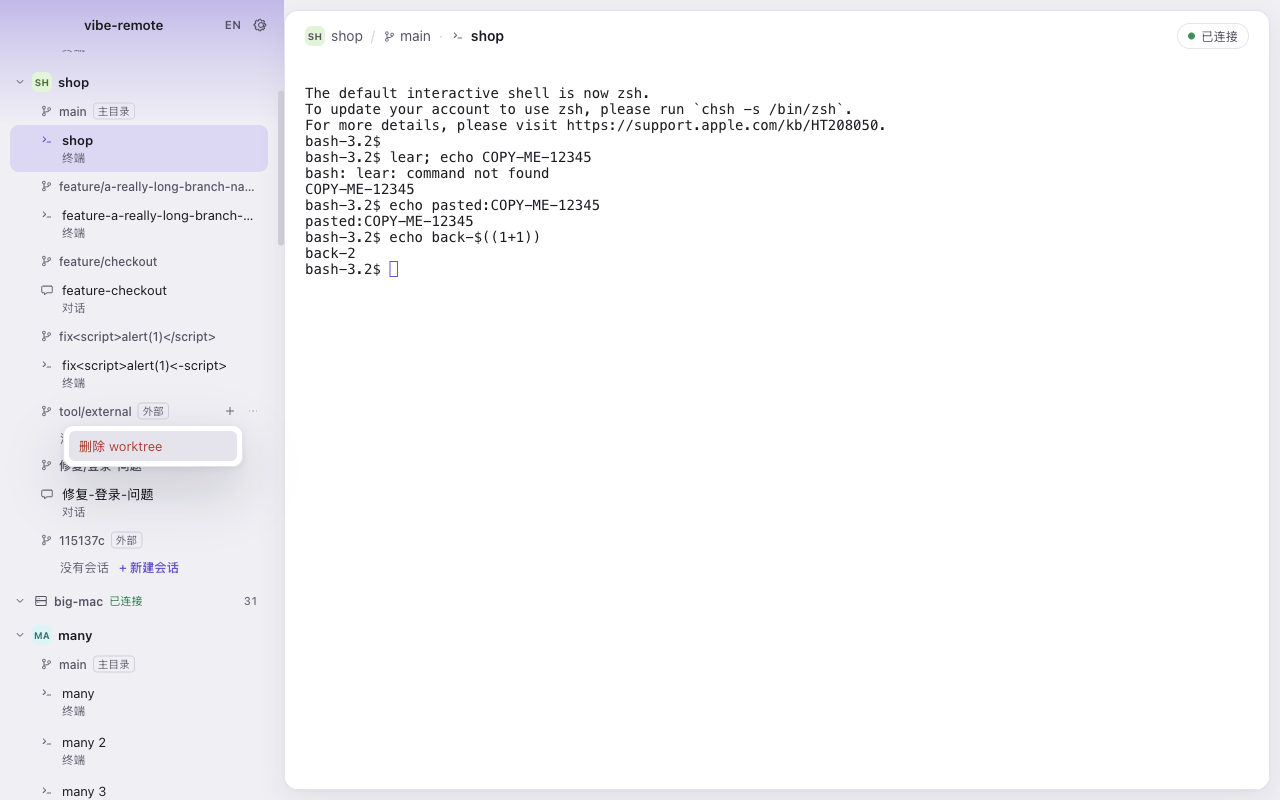 vibe-remote
EN
SH shop
main 主目录
shop
终端
feature/a-really-long-branch-na...
feature-a-really-long-branch-...
终端
feature/checkout
feature-checkout
对话
fix<script>alert(1)</script>
fix<script>alert(1)<-script>
终端
tool/external 外部
删除 worktree
修复-登录-问题
对话
115137c 外部
没有会话 + 新建会话
big-mac 已连接 31
MA many
main 主目录
many
终端
many 2
终端
many 3
SH shop / main · shop
已连接
The default interactive shell is now zsh.
To update your account to use zsh, please run `chsh -s /bin/zsh`.
For more details, please visit https://support.apple.com/kb/HT208050.
bash-3.2$
bash-3.2$ lear; echo COPY-ME-12345
bash: lear: command not found
COPY-ME-12345
bash-3.2$ echo pasted:COPY-ME-12345
pasted:COPY-ME-12345
bash-3.2$ echo back-$((1+1))
back-2
bash-3.2$